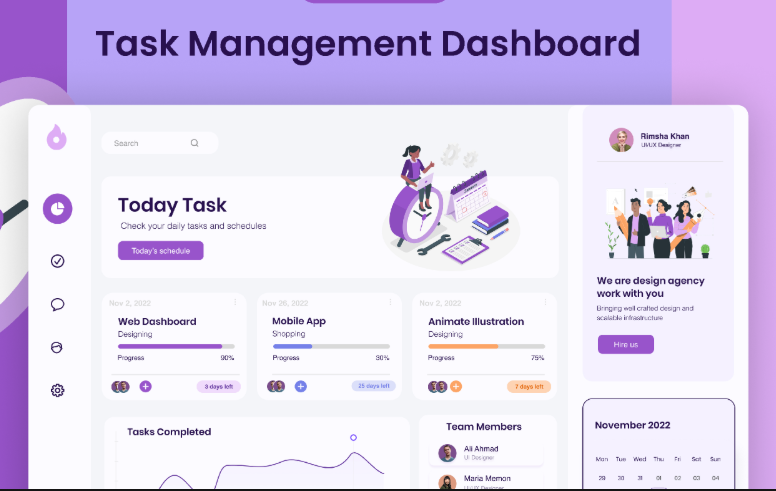 Task Management Dashboard
Search
Today Task
Check your daily tasks and schedules
Today's schedule
Nov 2, 2022
Web Dashboard
Designing
Progress 90%
3 days left
Nov 25, 2022
Mobile App
Shopping
Progress 30%
25 days left
Nov 2, 2022
Animate Illustration
Designing
Progress 75%
7 days left
Tasks Completed
Team Members
Ali Ahmad
UI Designer
Maria Memon
UI/UX Designer
Rimsha Khan
UI/UX Designer
We are design agency
work with you
Bringing well crafted design and
scalable infrastructure
Hire us
November 2022
Mon Tue Wed Thu Fri Sat Sun
29 30 31 01 02 03 04